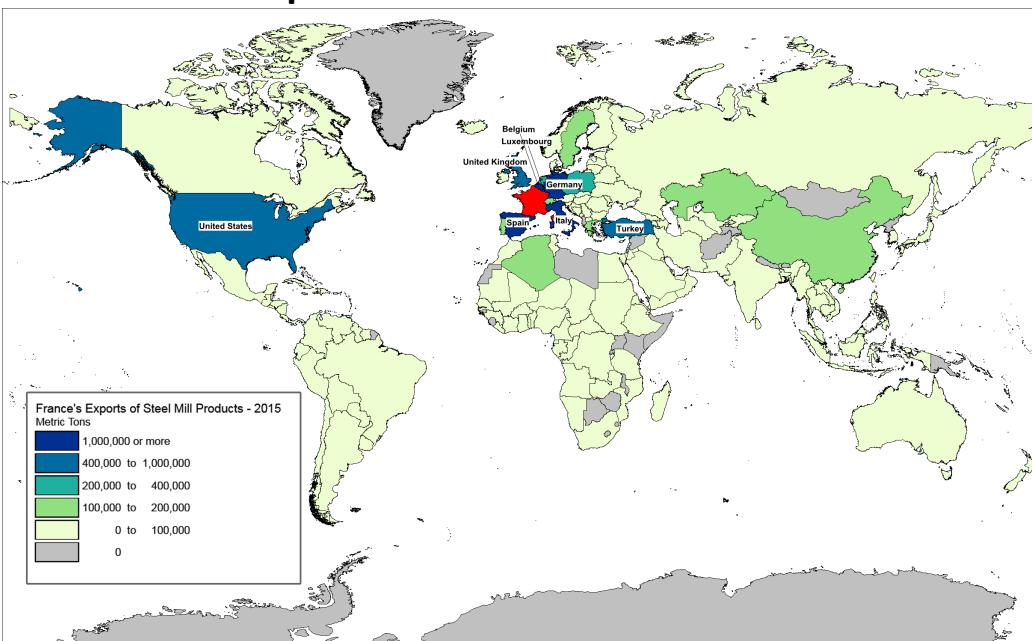 Belgium
Luxembourg
United Kingdom
Germany
United States
Spain
Italy
Turkey
France's Exports of Steel Mill Products - 2015
Metric Tons
1,000,000 or more
400,000 to 1,000,000
200,000 to 400,000
100,000 to 200,000
0 to 100,000
0